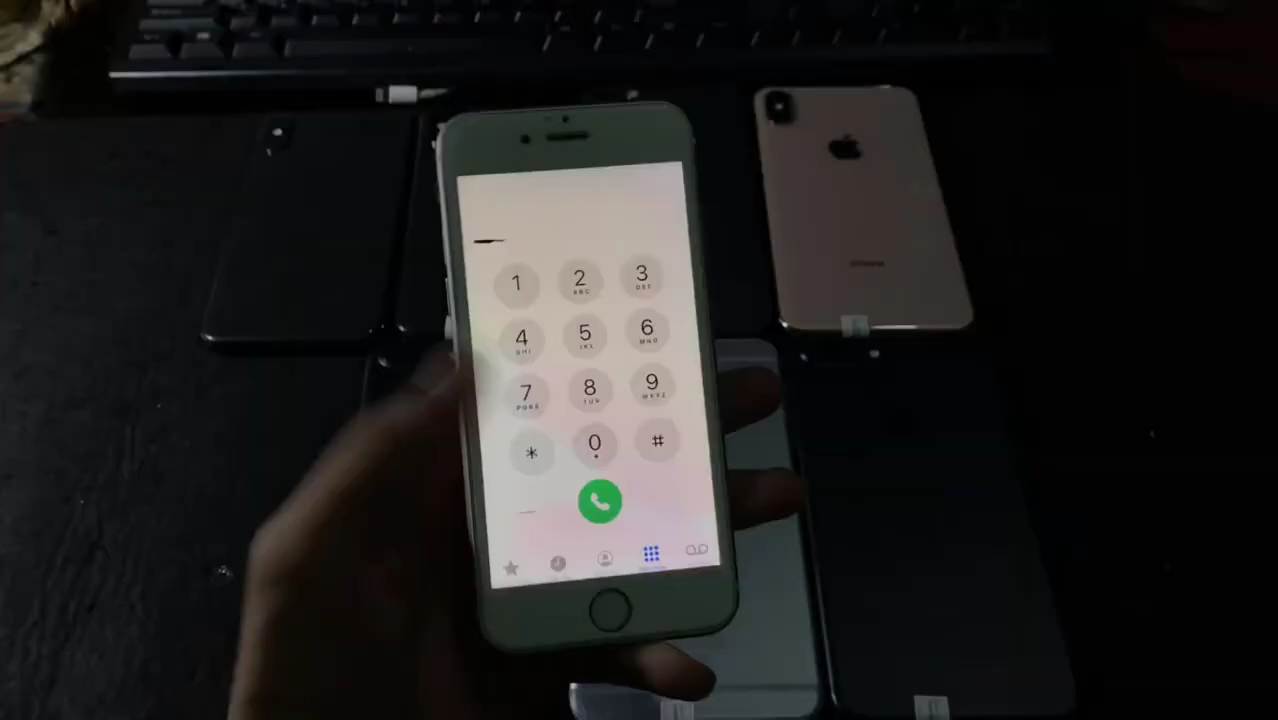 1 2 3
ABC DEF
4 5 6
GHI JKL MNO
7 8 9
PQRS TUV WXYZ
* 0 #